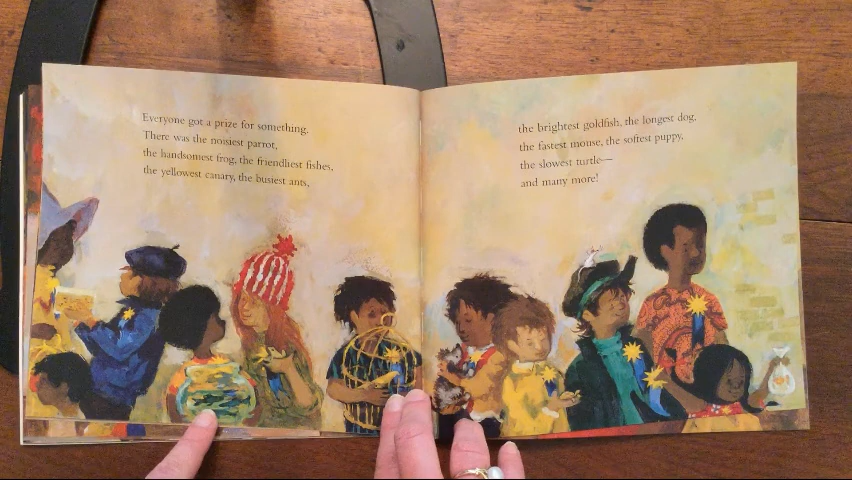 Everyone got a prize for something.
There was the noisiest parrot,
the handsomest frog, the friendliest fishes,
the yellowest canary, the busiest ants,
the brightest goldfish, the longest dog,
the fastest mouse, the softest puppy,
the slowest turtle—
and many more!